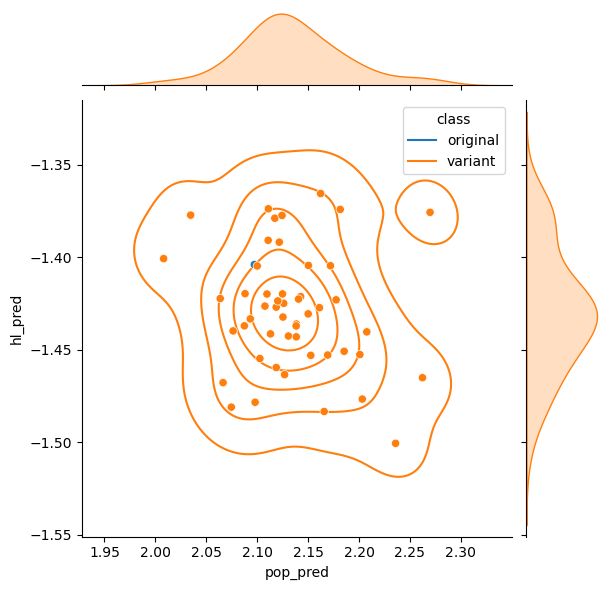 class
original
variant
−1.35
−1.40
−1.45
−1.50
−1.55
hl_pred
1.95 2.00 2.05 2.10 2.15 2.20 2.25 2.30
pop_pred